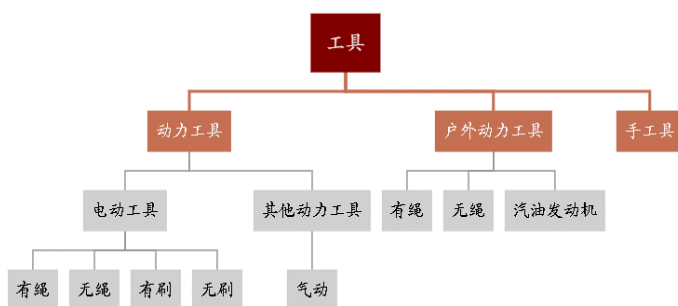 工具
动力工具
户外动力工具
手工具
电动工具
其他动力工具
有绳
无绳
汽油发动机
有绳
无绳
有刷
无刷
气动